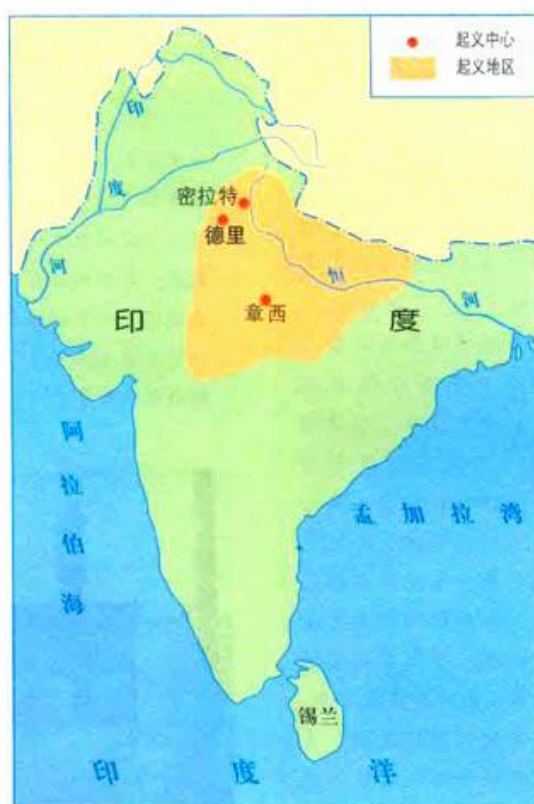 起义中心
起义地区
印度河
密拉特
德里
恒河
章西
印度
阿拉伯海
孟加拉湾
锡兰
印度洋